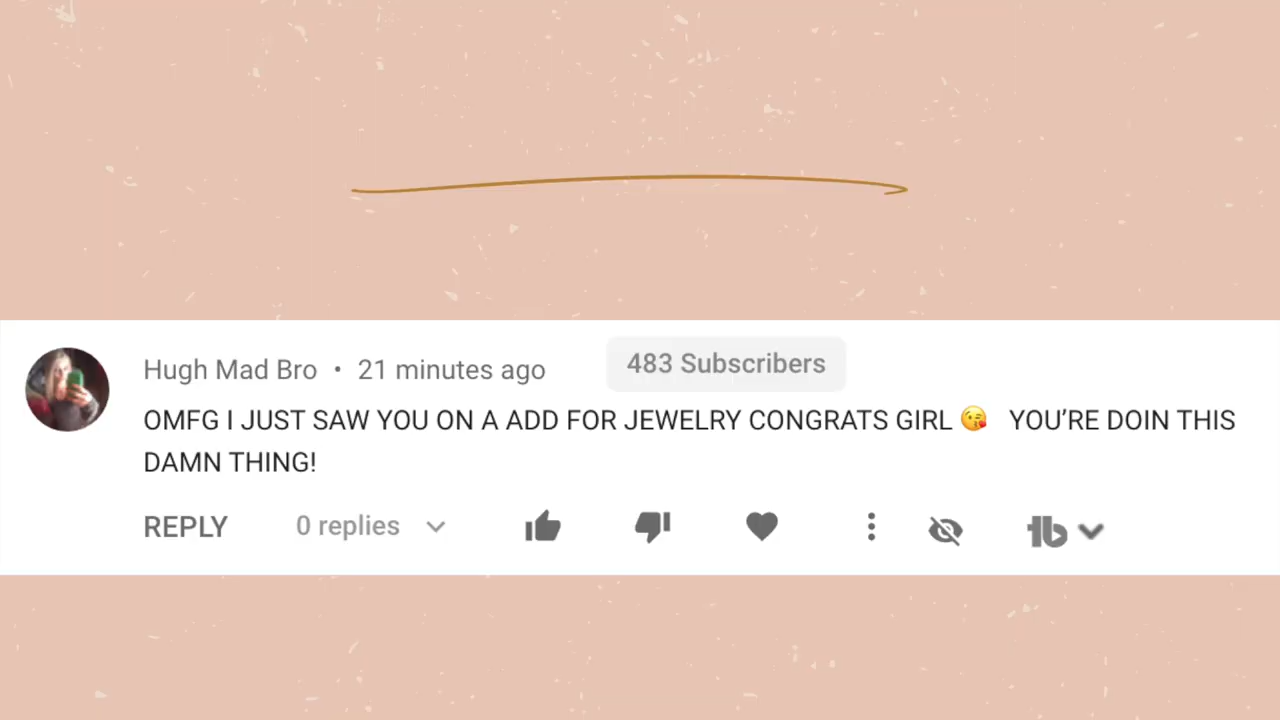 Hugh Mad Bro • 21 minutes ago 483 Subscribers
OMFG I JUST SAW YOU ON A ADD FOR JEWELRY CONGRATS GIRL 😘 YOU’RE DOIN THIS
DAMN THING!
REPLY 0 replies tb